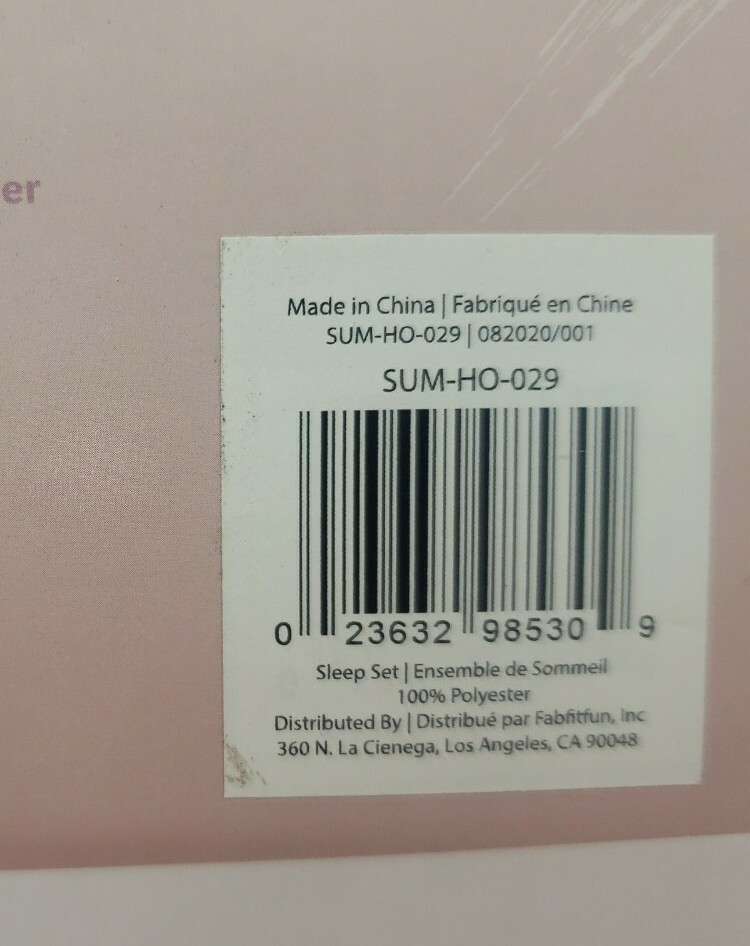 er
Made in China | Fabriqué en Chine
SUM-HO-029 | 082020/001
SUM-HO-029
0 23632 98530 9
Sleep Set | Ensemble de Sommeil
100% Polyester
Distributed By | Distribué par Fabfitfun, Inc
360 N. La Cienega, Los Angeles, CA 90048